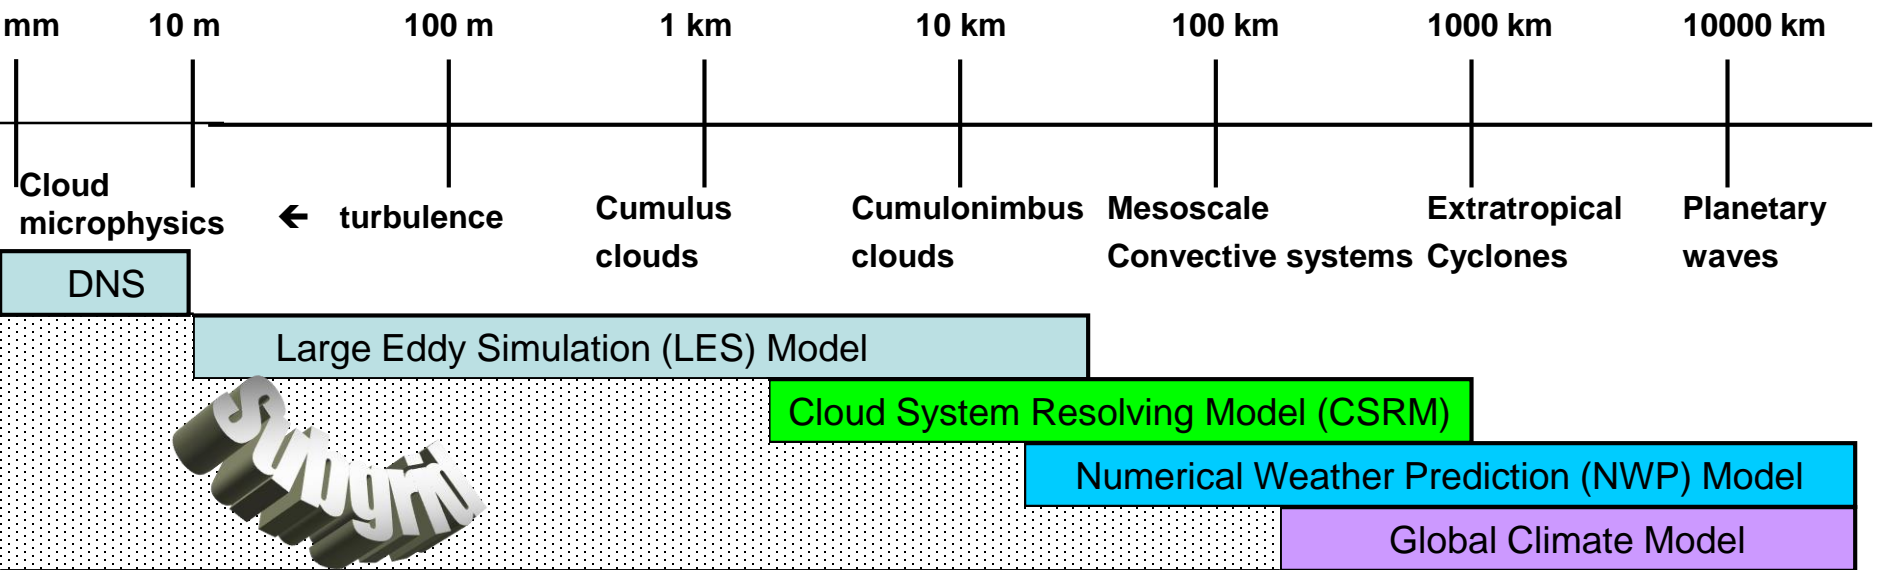 mm 10 m 100 m 1 km 10 km 100 km 1000 km 10000 km
Cloud
microphysics
← turbulence
Cumulus
clouds
Cumulonimbus
clouds
Mesoscale
Convective systems
Extratropical
Cyclones
Planetary
waves
DNS
Large Eddy Simulation (LES) Model
Cloud System Resolving Model (CSRM)
Subgrid
Numerical Weather Prediction (NWP) Model
Global Climate Model